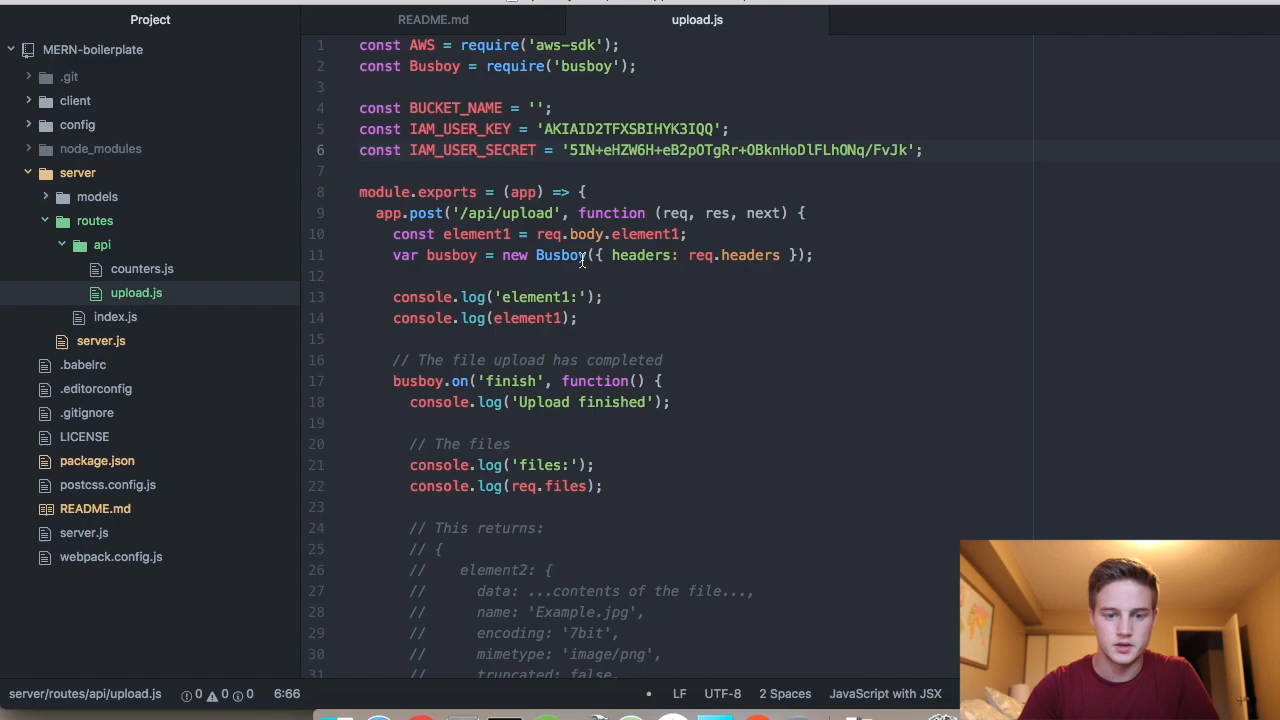 Project
README.md
upload.js
MERN-boilerplate
.git
client
config
node_modules
server
models
routes
api
counters.js
upload.js
index.js
server.js
.babelrc
.editorconfig
.gitignore
LICENSE
package.json
postcss.config.js
README.md
server.js
webpack.config.js
1 const AWS = require('aws-sdk');
2 const Busboy = require('busboy');
3
4 const BUCKET_NAME = '';
5 const IAM_USER_KEY = 'AKIAID2TFXSBIHYK3IQQ';
6 const IAM_USER_SECRET = '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';
7
8 module.exports = (app) => {
9 app.post('/api/upload', function (req, res, next) {
10 const element1 = req.body.element1;
11 var busboy = new Busboy({ headers: req.headers });
12
13 console.log('element1:');
14 console.log(element1);
15
16 // The file upload has completed
17 busboy.on('finish', function() {
18 console.log('Upload finished');
19
20 // The files
21 console.log('files:');
22 console.log(req.files);
23
24 // This returns:
25 // {
26 // element2: {
27 // data: ...contents of the file...,
28 // name: 'Example.jpg',
29 // encoding: '7bit',
30 // mimetype: 'image/png',
31 // truncated: false,
server/routes/api/upload.js 0 0 0 6:66 LF UTF-8 2 Spaces JavaScript with JSX